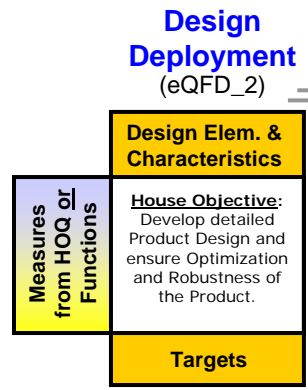 Design
Deployment
(eQFD_2)
Design Elem. &
Characteristics
Measures
from HOQ or
Functions
House Objective:
Develop detailed
Product Design and
ensure Optimization
and Robustness of
the Product.
Targets